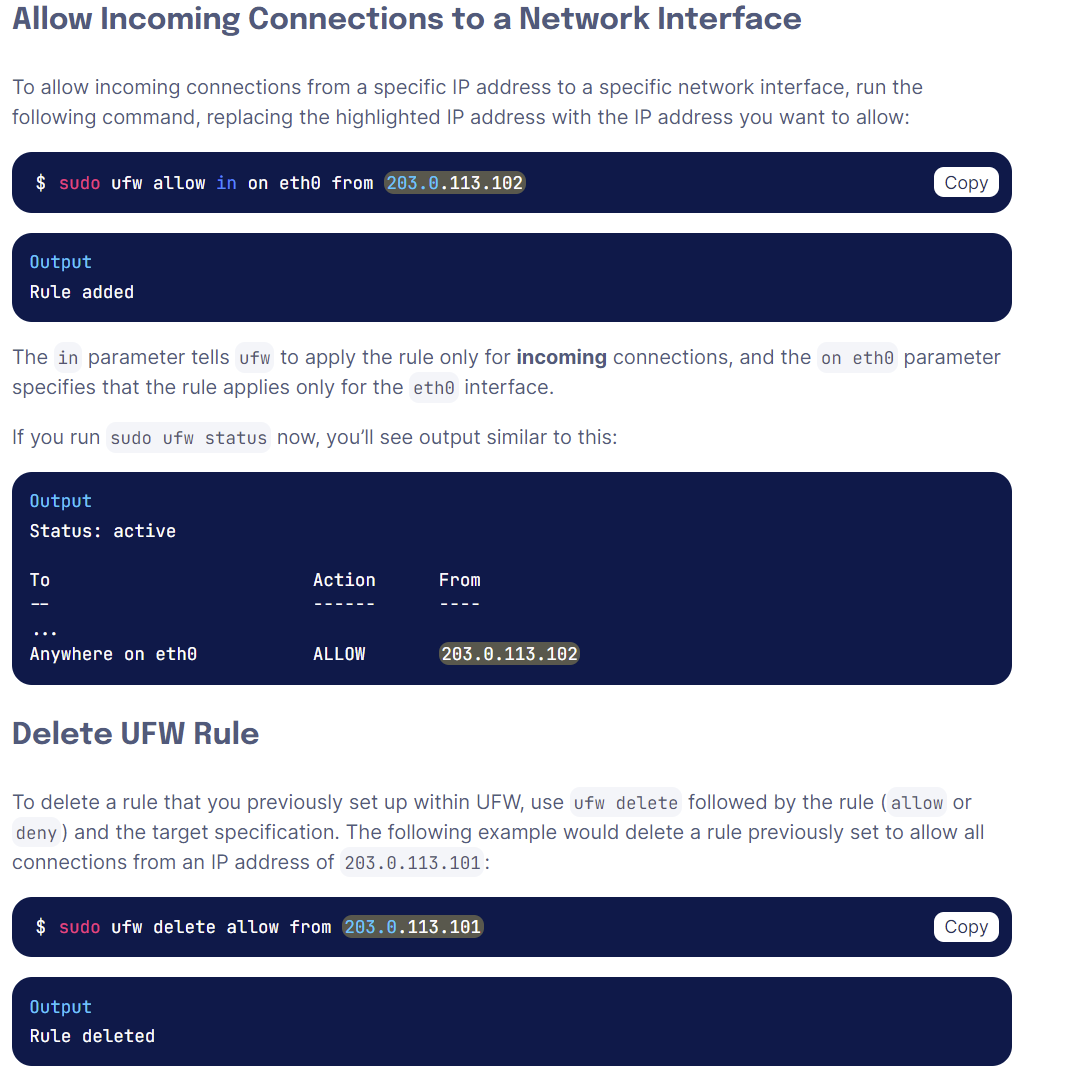 Allow Incoming Connections to a Network Interface
To allow incoming connections from a specific IP address to a specific network interface, run the
following command, replacing the highlighted IP address with the IP address you want to allow:
$ sudo ufw allow in on eth0 from 203.0.113.102
Copy
Output
Rule added
The in parameter tells ufw to apply the rule only for incoming connections, and the on eth0 parameter
specifies that the rule applies only for the eth0 interface.
If you run sudo ufw status now, you’ll see output similar to this:
Output
Status: active
To Action From
-- ------ ----
...
Anywhere on eth0 ALLOW 203.0.113.102
Delete UFW Rule
To delete a rule that you previously set up within UFW, use ufw delete followed by the rule (allow or
deny) and the target specification. The following example would delete a rule previously set to allow all
connections from an IP address of 203.0.113.101:
$ sudo ufw delete allow from 203.0.113.101
Copy
Output
Rule deleted